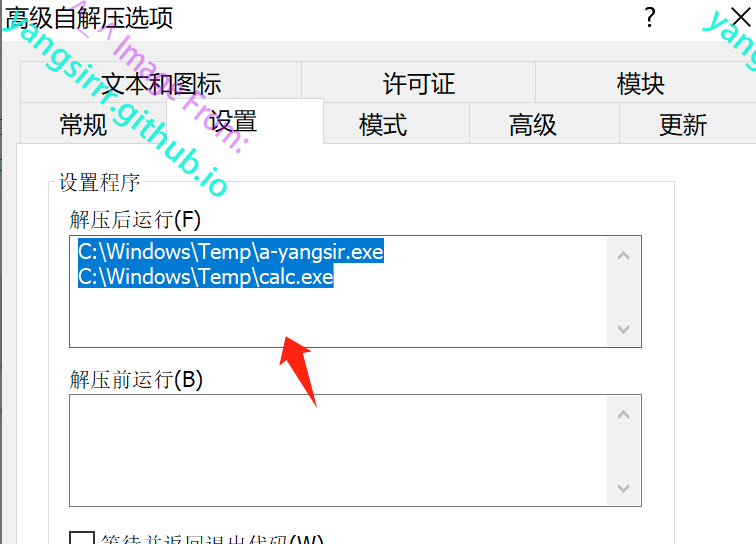 高级自解压选项
?
文本和图标 许可证 模块
常规 设置 模式 高级 更新
设置程序
解压后运行(F)
C:\Windows\Temp\a-yangsir.exe
C:\Windows\Temp\calc.exe
解压前运行(B)
等待并返回退出代码(W)
^_^ Image From:
yangsirrr.github.io
yang